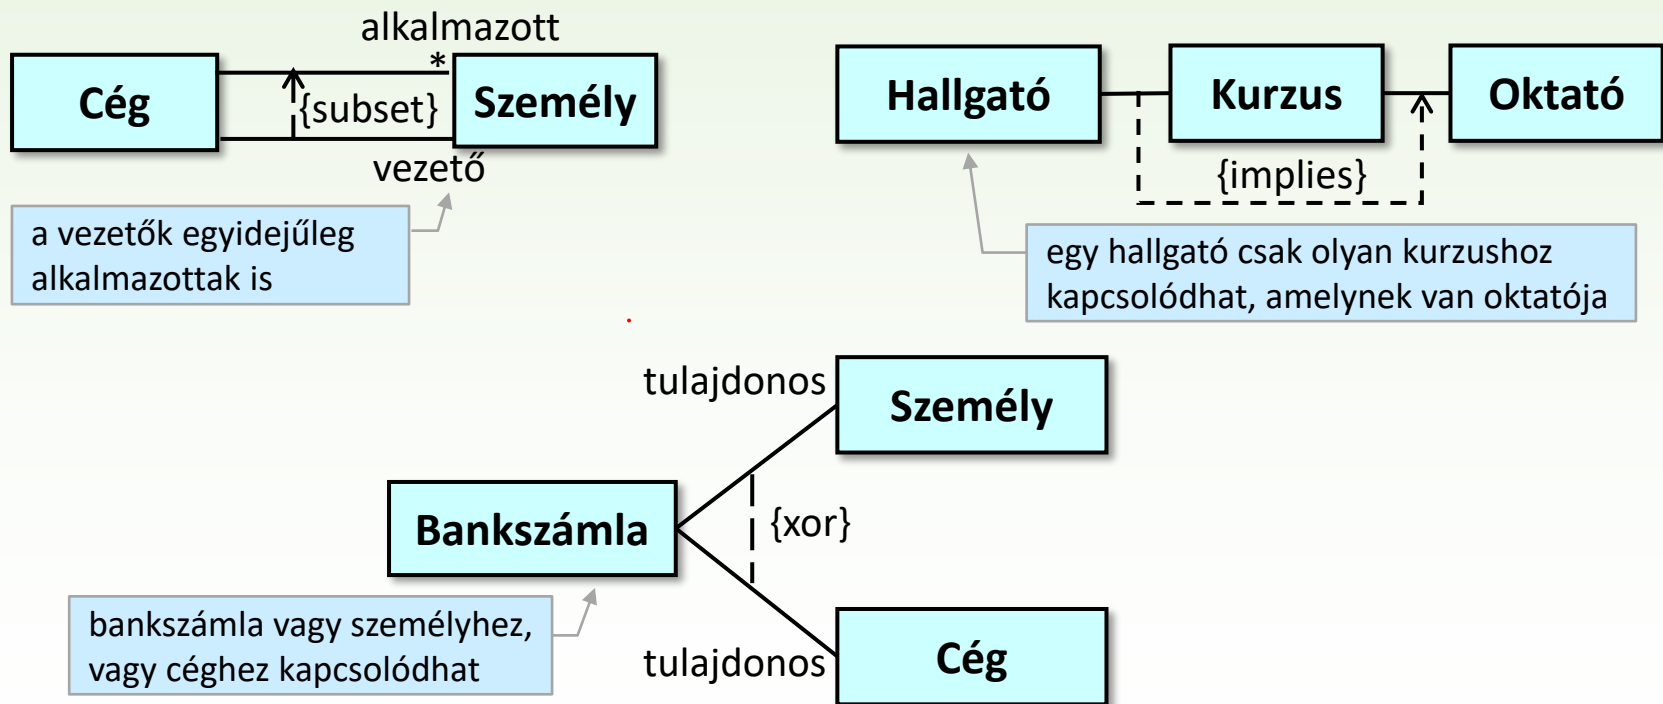 alkalmazott
*
Cég
{subset}
Személy
vezető
a vezetők egyidejűleg
alkalmazottak is
Hallgató
Kurzus
Oktató
{implies}
egy hallgató csak olyan kurzushoz
kapcsolódhat, amelynek van oktatója
tulajdonos
Személy
Bankszámla
{xor}
bankszámla vagy személyhez,
vagy céghez kapcsolódhat
tulajdonos
Cég